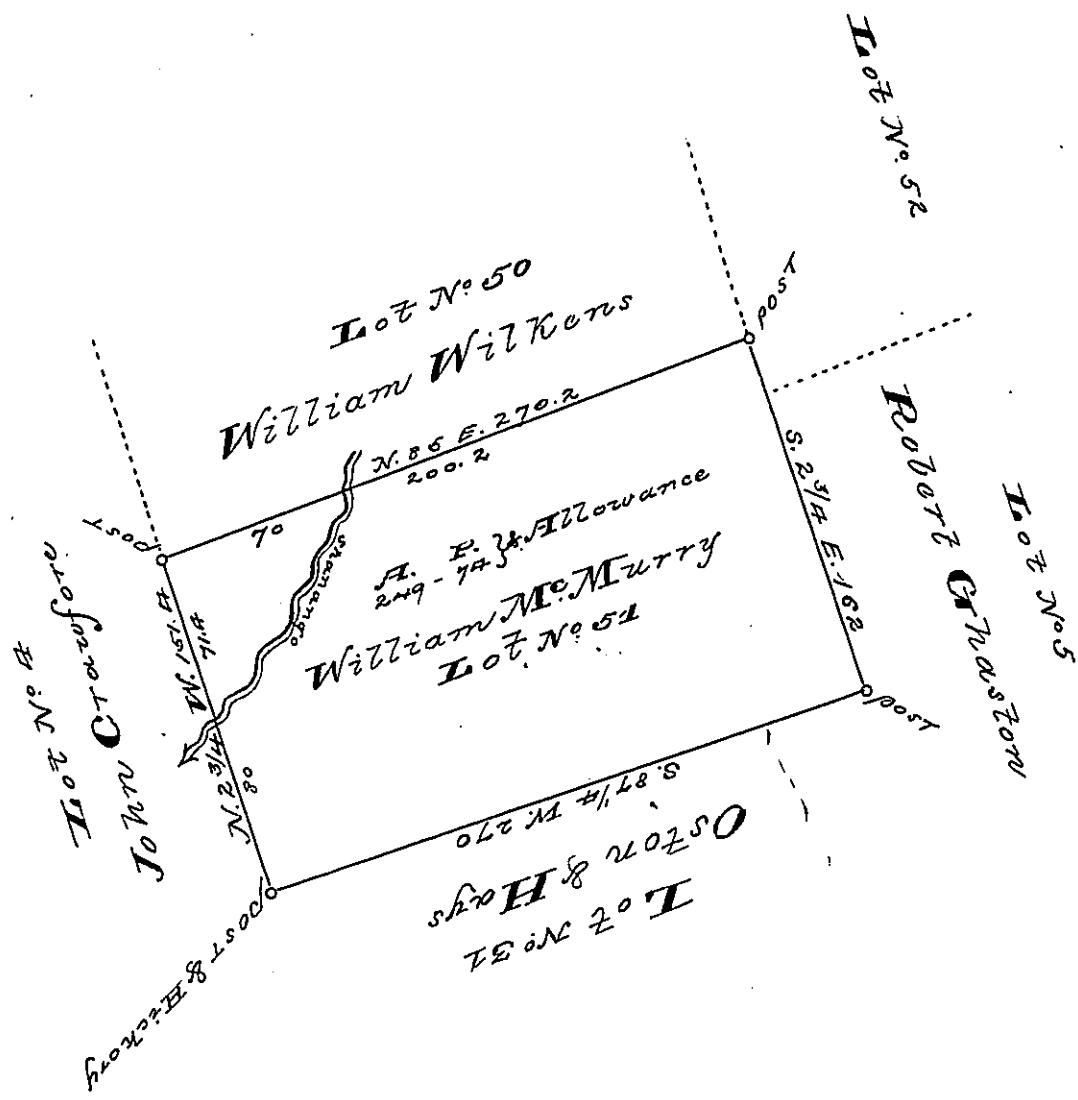 Lot No. 52
post
Lot No. 50
William Wilkens
N. 86 E. 270.2
200.2
70
post
Shanango
A. P.
249 - 74 } & Allowance
William McMurry
Lot No. 51
S. 2 3/4 E. 162
Robert Ghaston
Lot No. 5
post
S. 87 1/4 W. 270
Oston & Hays
Lot No. 31
N. 2 3/4 W. 151.4
71.4
80
John Crawford
Lot No. 4
post & Hickory